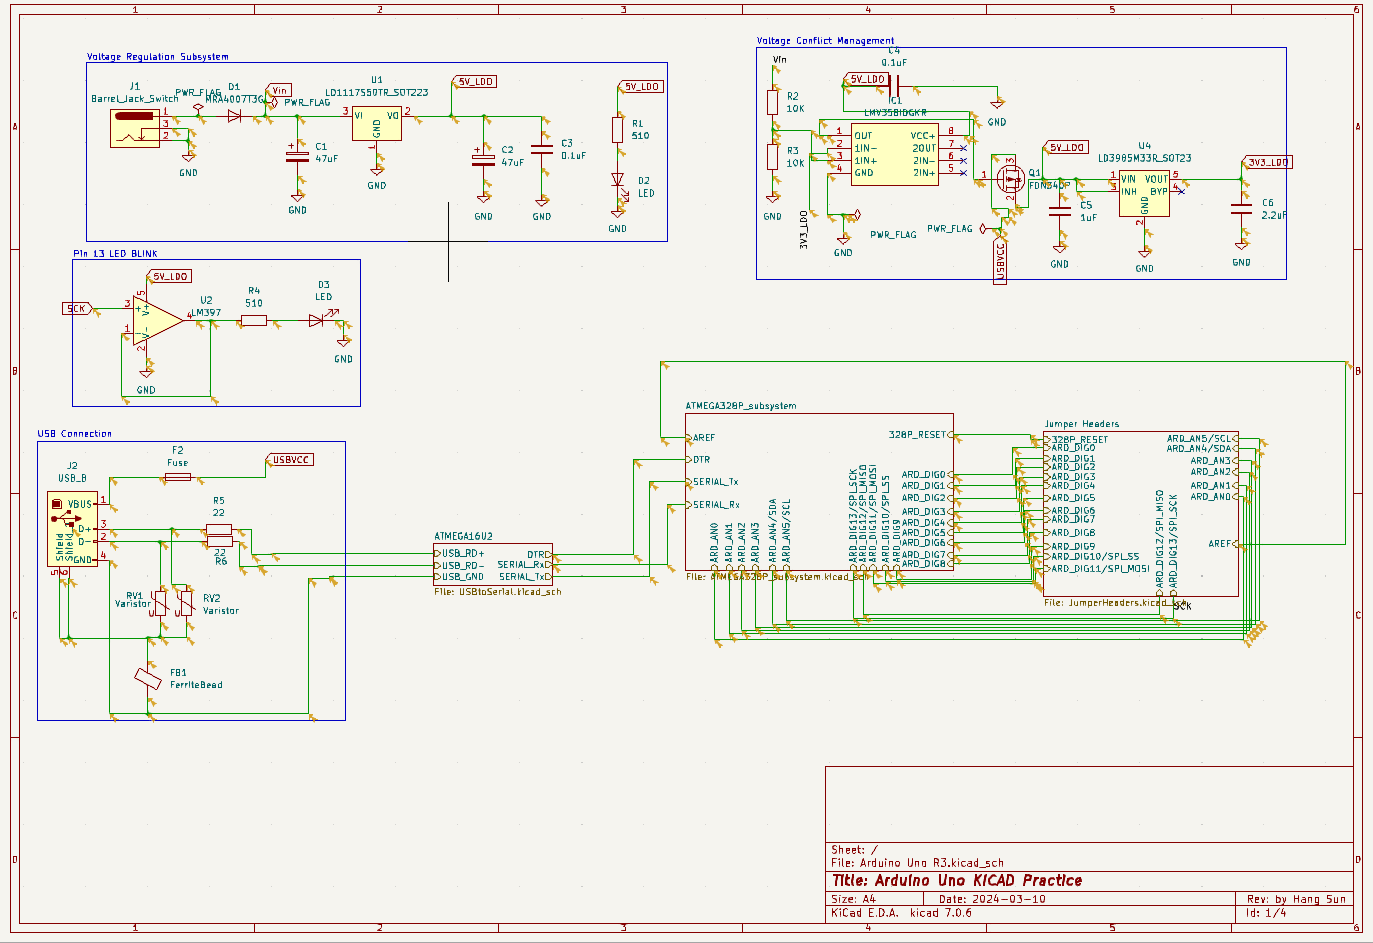 1 2 3 4 5 6
A
B
C
D
Voltage Regulation Subsystem
J1
Barrel_Jack_Switch
1
3
2
PWR_FLAG
D1
MRA4007T3G
Vin
PWR_FLAG
GND
C1
47uF
GND
U1
LD1117S50TR_SOT223
3 VI
VO 2
GND
1
GND
5V_LDO
C2
47uF
GND
C3
0.1uF
GND
5V_LDO
R1
510
D2
LED
GND
Voltage Conflict Management
Vin
R2
10K
R3
10K
GND
3V3_LDO
C4
0.1uF
5V_LDO
GND
LMV358IDGKR
1 OUT
2 1IN-
3 1IN+
4 GND
VCC+ 8
2OUT 7
2IN- 6
2IN+ 5
GND
PWR_FLAG
PWR_FLAG
USBVCC
1
3
2
Q1
FDN340P
5V_LDO
C5
1uF
GND
U4
LD3985M33R_SOT23
1 VIN
3 INH
VOUT 5
BYP 4
GND
2
GND
3V3_LDO
C6
2.2uF
GND
Pin 13 LED BLINK
5V_LDO
SCK
3
1
5
V+
V-
2
4
U2
LM397
GND
R4
510
D3
LED
GND
USB Connection
J2
USB_B
VBUS 1
D+ 3
D- 2
GND 4
Shield
Shield
5
F2
Fuse
USBVCC
R5
22
22
R6
RV1
Varistor
RV2
Varistor
FB1
FerriteBead
ATMEGA16U2
USB_RD+
USB_RD-
USB_GND
DTR
SERIAL_Rx
SERIAL_Tx
File: USBtoSerial.kicad_sch
ATMEGA328P_subsystem
AREF
DTR
SERIAL_Tx
SERIAL_Rx
328P_RESET
ARD_DIG0
ARD_DIG1
ARD_DIG2
ARD_DIG3
ARD_DIG4
ARD_DIG5
ARD_DIG6
ARD_DIG7
ARD_DIG8
ARD_AN0
ARD_AN1
ARD_AN2
ARD_AN3
ARD_AN4/SDA
ARD_AN5/SCL
ARD_DIG13/SPI_SCK
ARD_DIG12/SPI_MISO
ARD_DIG11/SPI_MOSI
ARD_DIG10/SPI_SS
ARD_DIG9
File: ATMEGA328P_subsystem.kicad_sch
Jumper Headers
328P_RESET
ARD_DIG0
ARD_DIG1
ARD_DIG2
ARD_DIG3
ARD_DIG4
ARD_DIG5
ARD_DIG6
ARD_DIG7
ARD_DIG8
ARD_DIG9
ARD_DIG10/SPI_SS
ARD_DIG11/SPI_MOSI
ARD_AN5/SCL
ARD_AN4/SDA
ARD_AN3
ARD_AN2
ARD_AN1
ARD_AN0
AREF
ARD_DIG12/SPI_MISO
ARD_DIG13/SPI_SCK
SCK
File: JumperHeaders.kicad_sch
Sheet: /
File: Arduino Uno R3.kicad_sch
Title: Arduino Uno KICAD Practice
Size: A4 Date: 2024-03-10 Rev: by Hang Sun
KiCad E.D.A. kicad 7.0.6 Id: 1/4
1 2 3 4 5 6